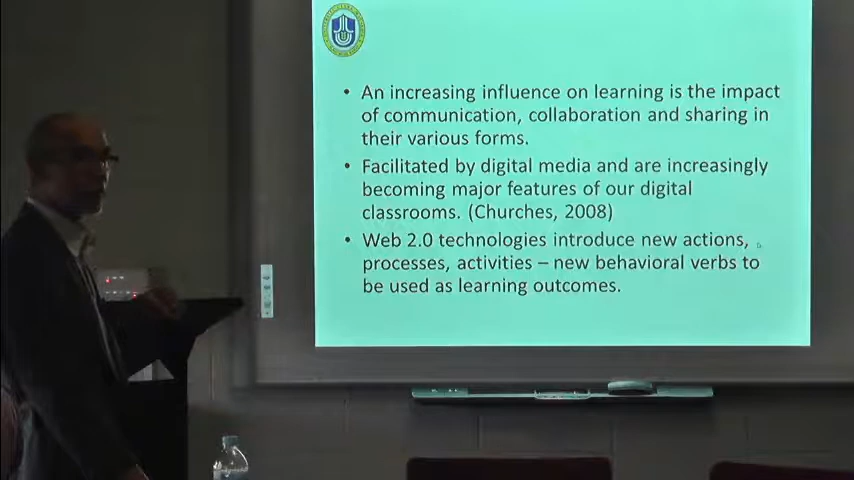 • An increasing influence on learning is the impact
of communication, collaboration and sharing in
their various forms.
• Facilitated by digital media and are increasingly
becoming major features of our digital
classrooms. (Churches, 2008)
• Web 2.0 technologies introduce new actions,
processes, activities – new behavioral verbs to
be used as learning outcomes.